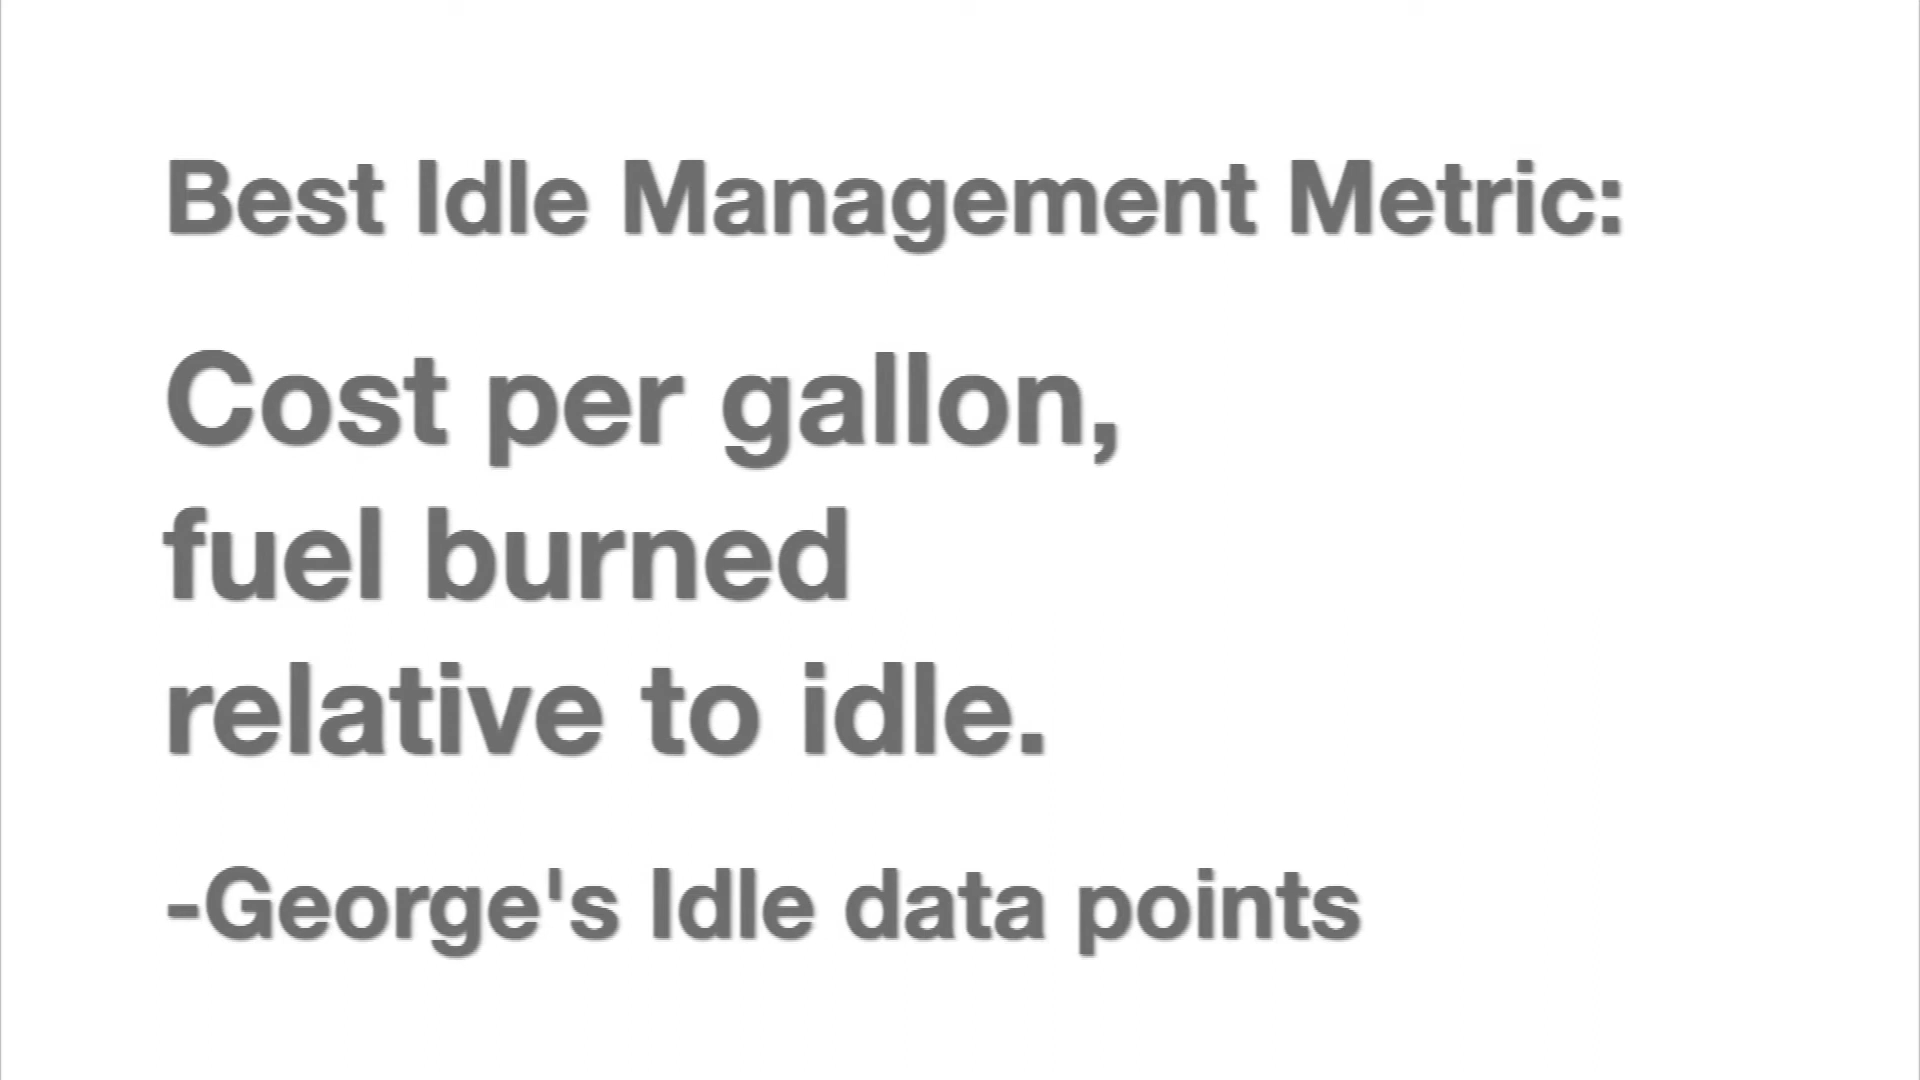 Best Idle Management Metric:
Cost per gallon,
fuel burned
relative to idle.
-George's Idle data points